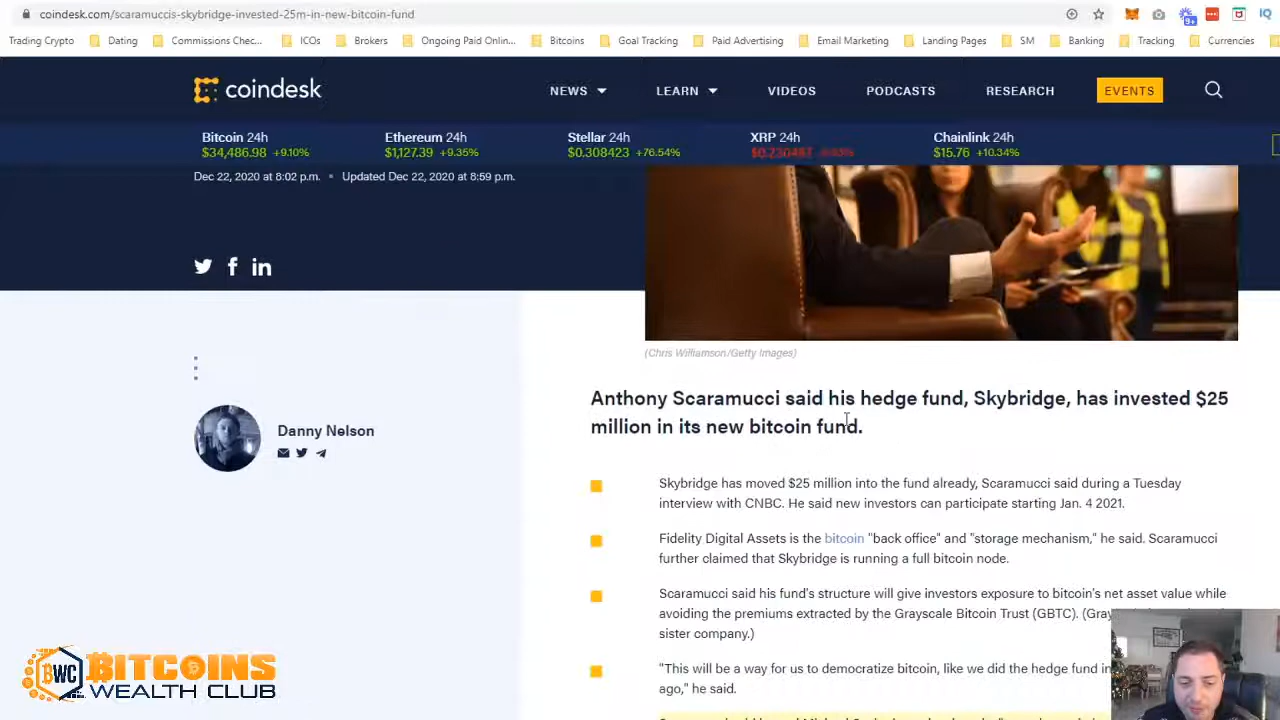 coindesk.com/scaramuccis-skybridge-invested-25m-in-new-bitcoin-fund
9+
IQ
Trading Crypto Dating Commissions Chec... ICOs Brokers Ongoing Paid Onlin... Bitcoins Goal Tracking Paid Advertising Email Marketing Landing Pages SM Banking Tracking Currencies
coindesk NEWS LEARN VIDEOS PODCASTS RESEARCH EVENTS
Bitcoin 24h Ethereum 24h Stellar 24h XRP 24h Chainlink 24h
$34,486.98 +9.10% $1,127.39 +9.35% $0.308423 +76.54% $15.76 +10.34%
Dec 22, 2020 at 8:02 p.m. Updated Dec 22, 2020 at 8:59 p.m.
(Chris Williamson/Getty Images)
Anthony Scaramucci said his hedge fund, Skybridge, has invested $25
million in its new bitcoin fund.
Danny Nelson
Skybridge has moved $25 million into the fund already, Scaramucci said during a Tuesday
interview with CNBC. He said new investors can participate starting Jan. 4 2021.
Fidelity Digital Assets is the bitcoin "back office" and "storage mechanism," he said. Scaramucci
further claimed that Skybridge is running a full bitcoin node.
Scaramucci said his fund's structure will give investors exposure to bitcoin's net asset value while
avoiding the premiums extracted by the Grayscale Bitcoin Trust (GBTC).
sister company.)
"This will be a way for us to democratize bitcoin, like we did the hedge fund
ago," he said.
BWC BITCOINS
WEALTH CLUB